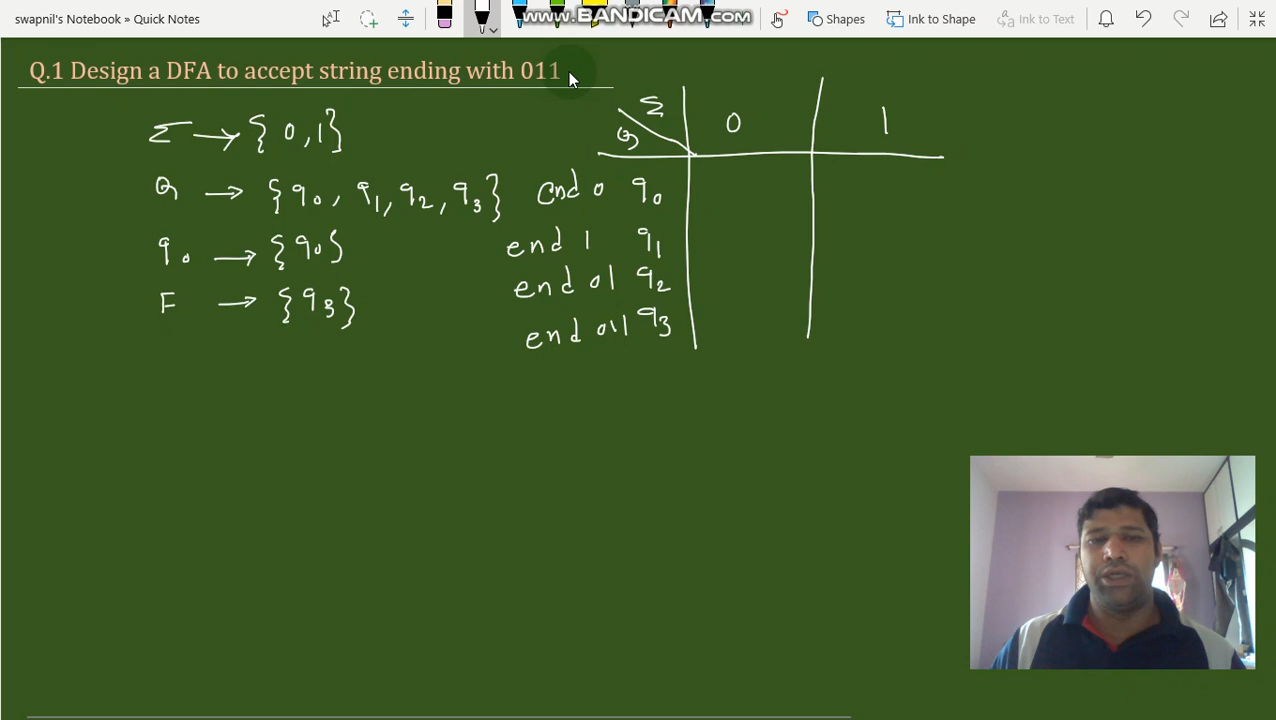 swapnil's Notebook » Quick Notes
www.BANDICAM.com
Shapes
Ink to Shape
Ink to Text
Q.1 Design a DFA to accept string ending with 011
Σ → {0,1}
Q → {q0, q1, q2, q3}
q0 → {q0}
F → {q3}
Σ 0 1
Q
end 0 q0
end 1 q1
end 01 q2
end 011 q3